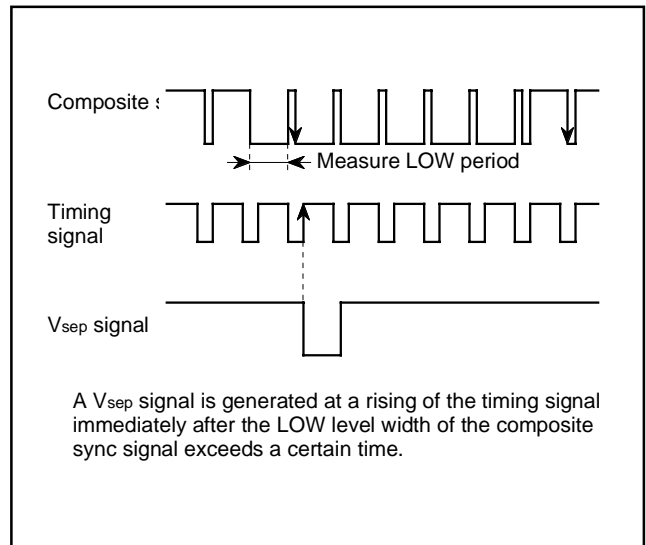 Composite
Measure LOW period
Timing
signal
Vsep signal
A Vsep signal is generated at a rising of the timing signal
immediately after the LOW level width of the composite
sync signal exceeds a certain time.